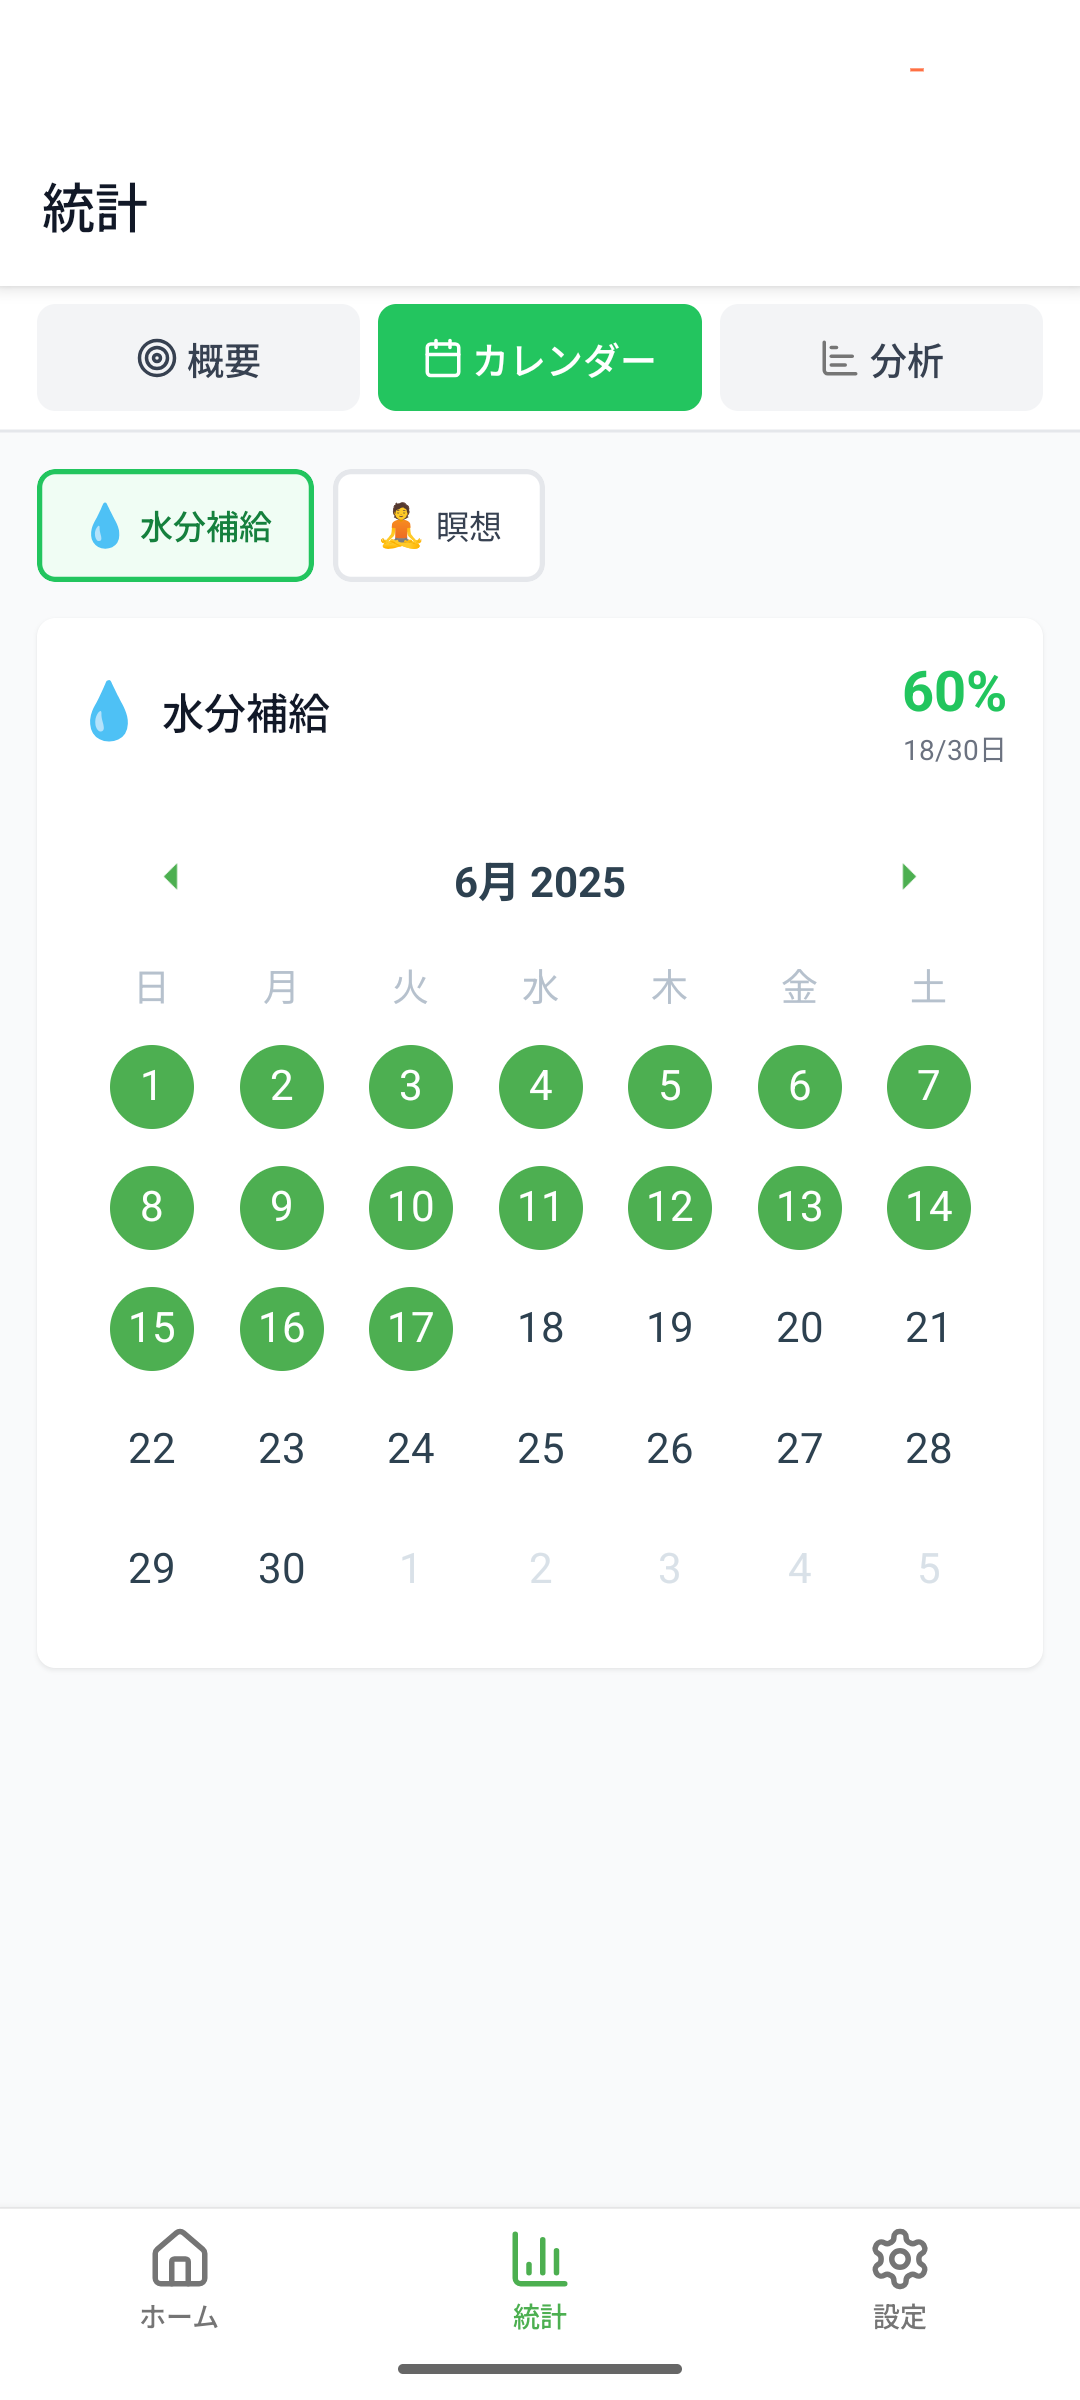 統計
概要 カレンダー 分析
水分補給 瞑想
水分補給
60%
18/30日
6月 2025
日 月 火 水 木 金 土
1 2 3 4 5 6 7
8 9 10 11 12 13 14
15 16 17 18 19 20 21
22 23 24 25 26 27 28
29 30 1 2 3 4 5
ホーム 統計 設定